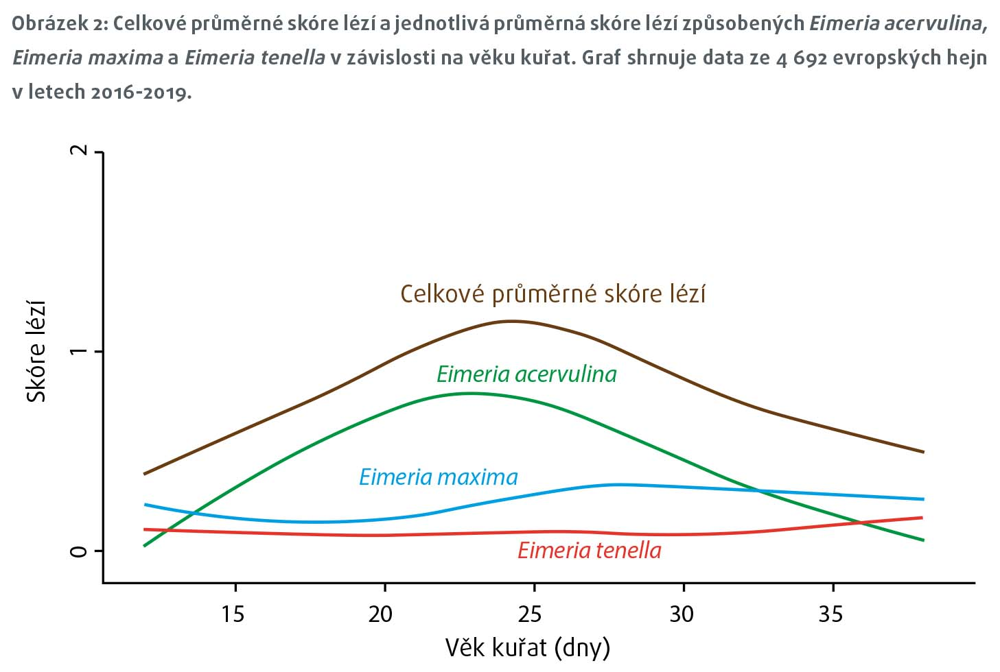 Obrázek 2: Celkové průměrné skóre lézí a jednotlivá průměrná skóre lézí způsobených Eimeria acervulina,
Eimeria maxima a Eimeria tenella v závislosti na věku kuřat. Graf shrnuje data ze 4 692 evropských hejn
v letech 2016-2019.
2
Celkové průměrné skóre lézí
Skóre lézí
1
Eimeria acervulina
Eimeria maxima
0
Eimeria tenella
15 20 25 30 35
Věk kuřat (dny)